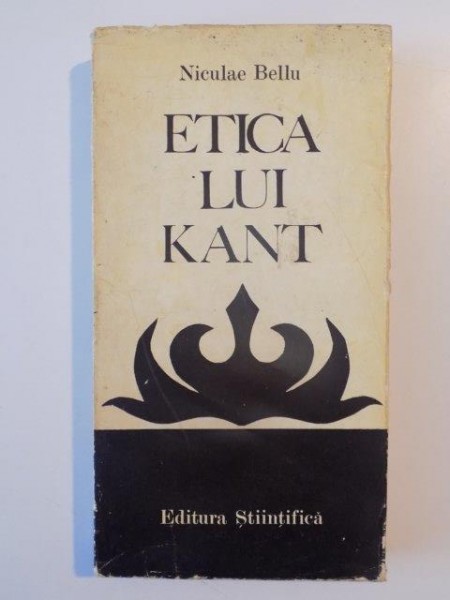 Niculae Bellu
ETICA
LUI
KANT
Editura Științifică